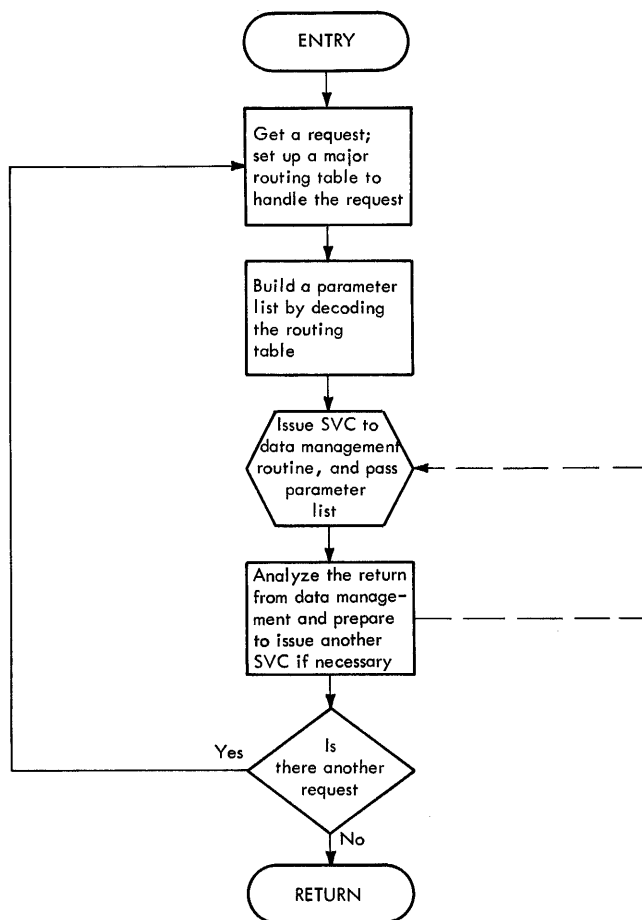 ENTRY
Get a request;
set up a major
routing table to
handle the request
Build a parameter
list by decoding
the routing
table
Issue SVC to
data management
routine, and pass
parameter
list
Analyze the return
from data manage-
ment and prepare
to issue another
SVC if necessary
Yes
Is
there another
request
No
RETURN